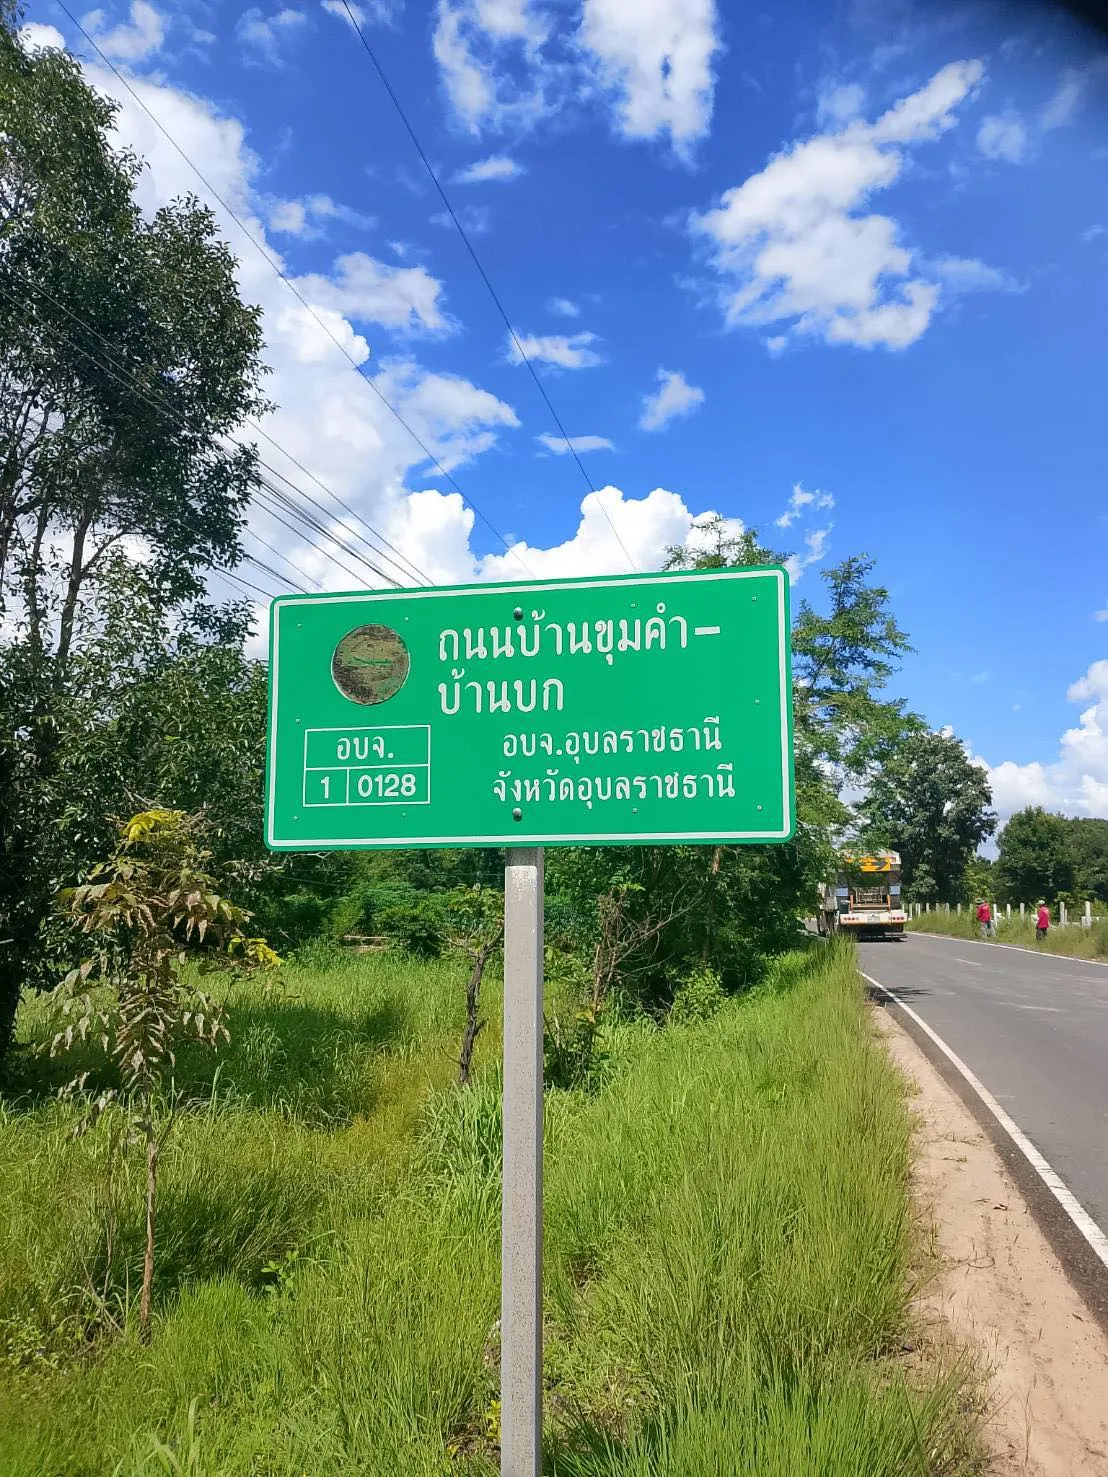 ถนนบ้านขุมคำ-
บ้านบก
อบจ.
1 0128
อบจ.อุบลราชธานี
จังหวัดอุบลราชธานี